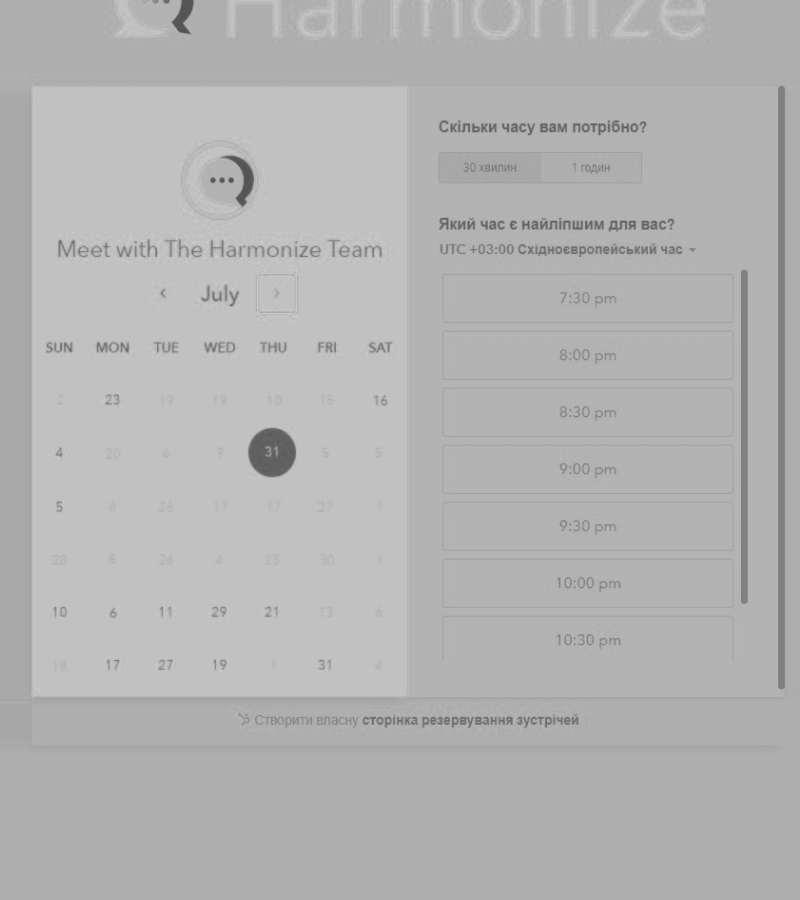 Harmonize
Meet with The Harmonize Team
July
SUN MON TUE WED THU FRI SAT
2 23 19 19 10 15 16
4 20 6 9 31 5 5
5 8 26 17 17 27 1
28 5 26 4 25 30 1
10 6 11 29 21 13 6
18 17 27 19 1 31 4
Скільки часу вам потрібно?
30 хвилин 1 годин
Який час є найліпшим для вас?
UTC +03:00 Східноєвропейський час
7:30 pm
8:00 pm
8:30 pm
9:00 pm
9:30 pm
10:00 pm
10:30 pm
Створити власну сторінка резервування зустрічей